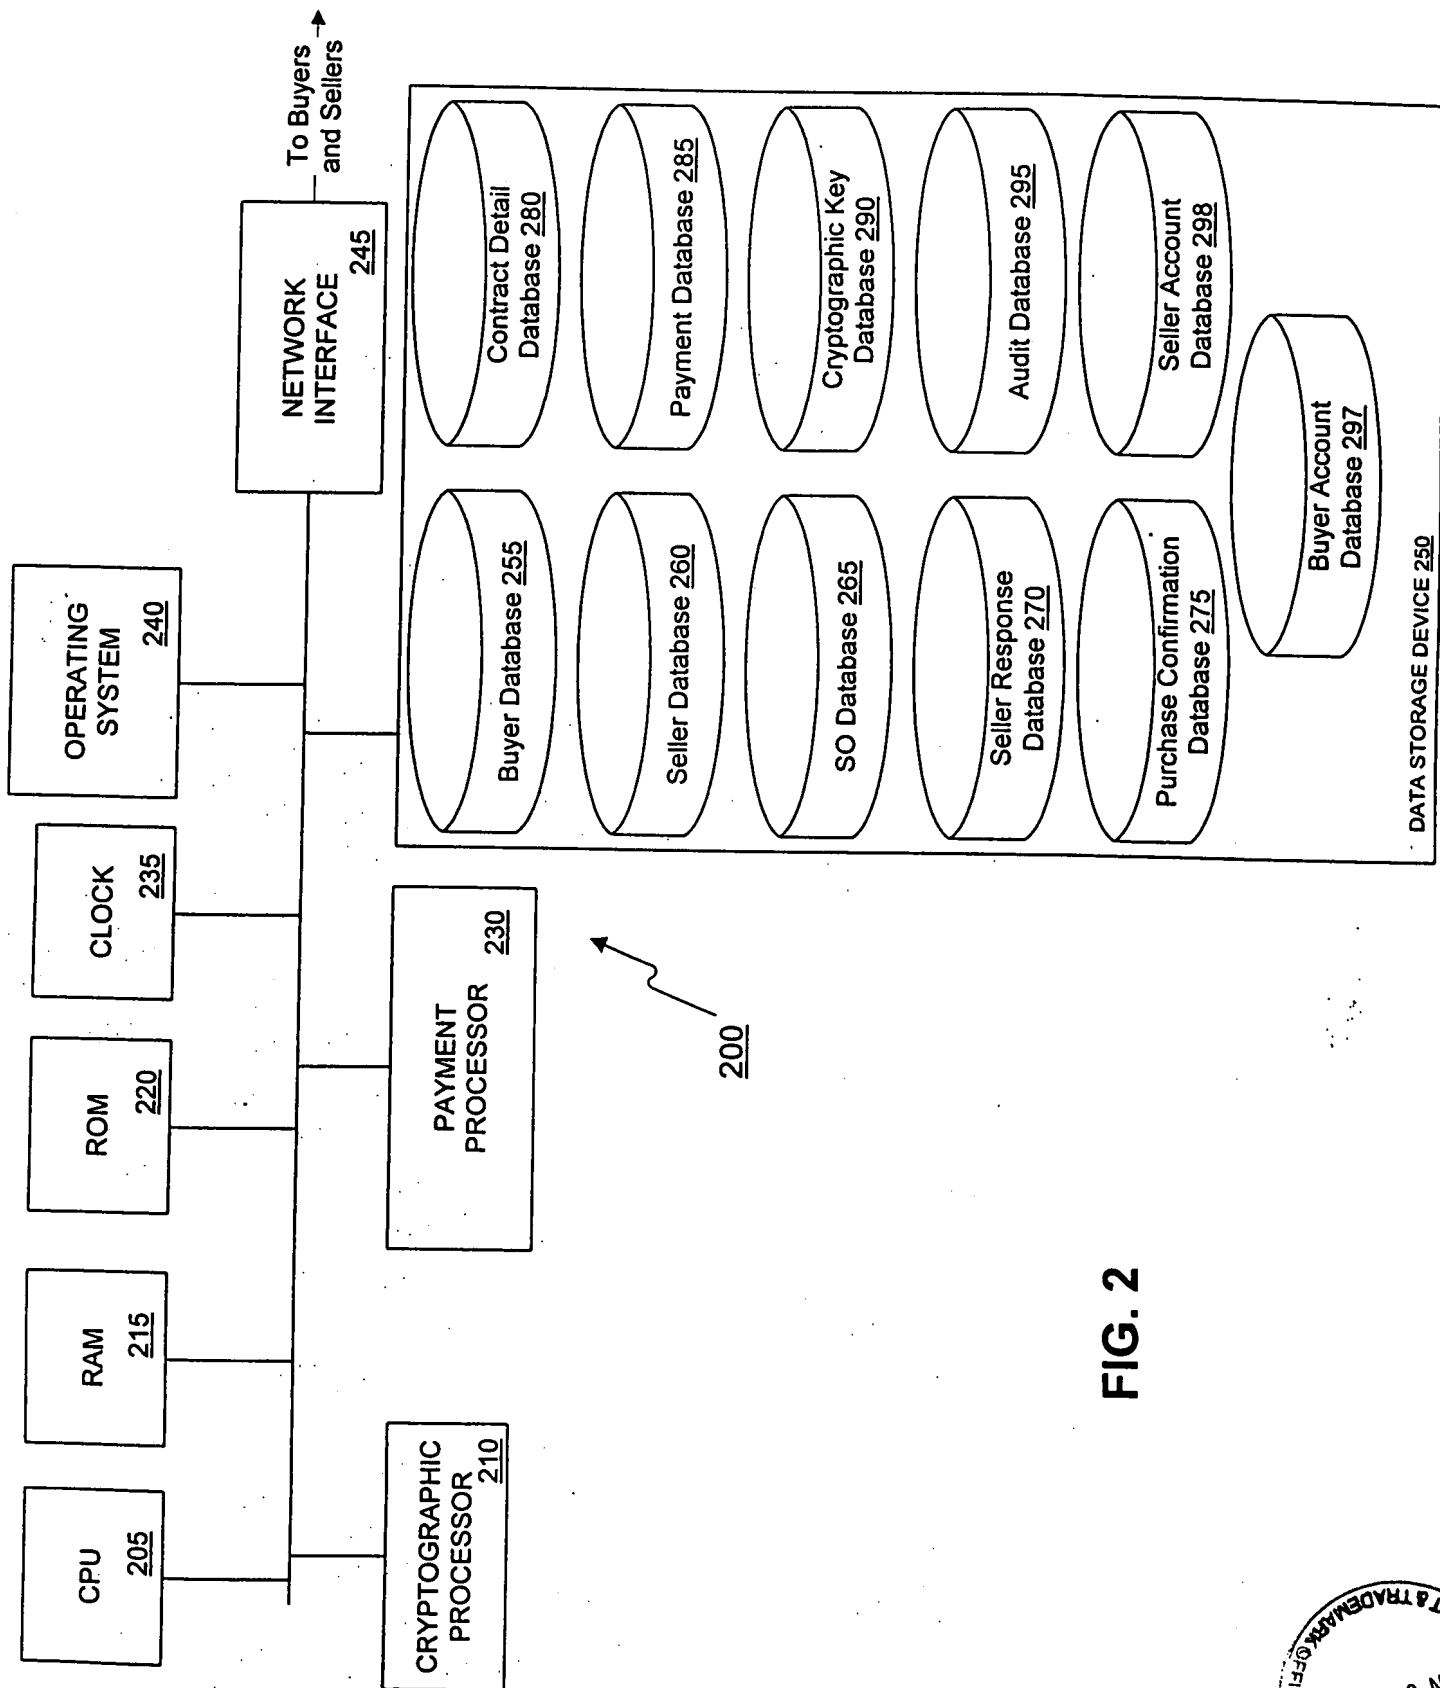 CPU
205
RAM
215
ROM
220
CLOCK
235
OPERATING
SYSTEM
240
CRYPTOGRAPHIC
PROCESSOR
210
PAYMENT
PROCESSOR
230
NETWORK
INTERFACE
245
To Buyers
and Sellers
200
Buyer Database 255
Contract Detail
Database 280
Seller Database 260
Payment Database 285
SO Database 265
Cryptographic Key
Database 290
Seller Response
Database 270
Audit Database 295
Purchase Confirmation
Database 275
Seller Account
Database 298
Buyer Account
Database 297
DATA STORAGE DEVICE 250
FIG. 2
T & TRADEMARK OFFI